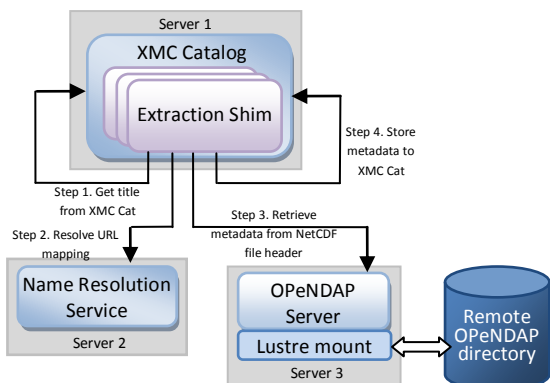 Server 1
XMC Catalog
Extraction Shim
Step 4. Store
metadata to
XMC Cat
Step 1. Get title
from XMC Cat
Step 2. Resolve URL
mapping
Step 3. Retrieve
metadata from NetCDF
file header
Name Resolution
Service
Server 2
OPeNDAP
Server
Lustre mount
Server 3
Remote
OPeNDAP
directory